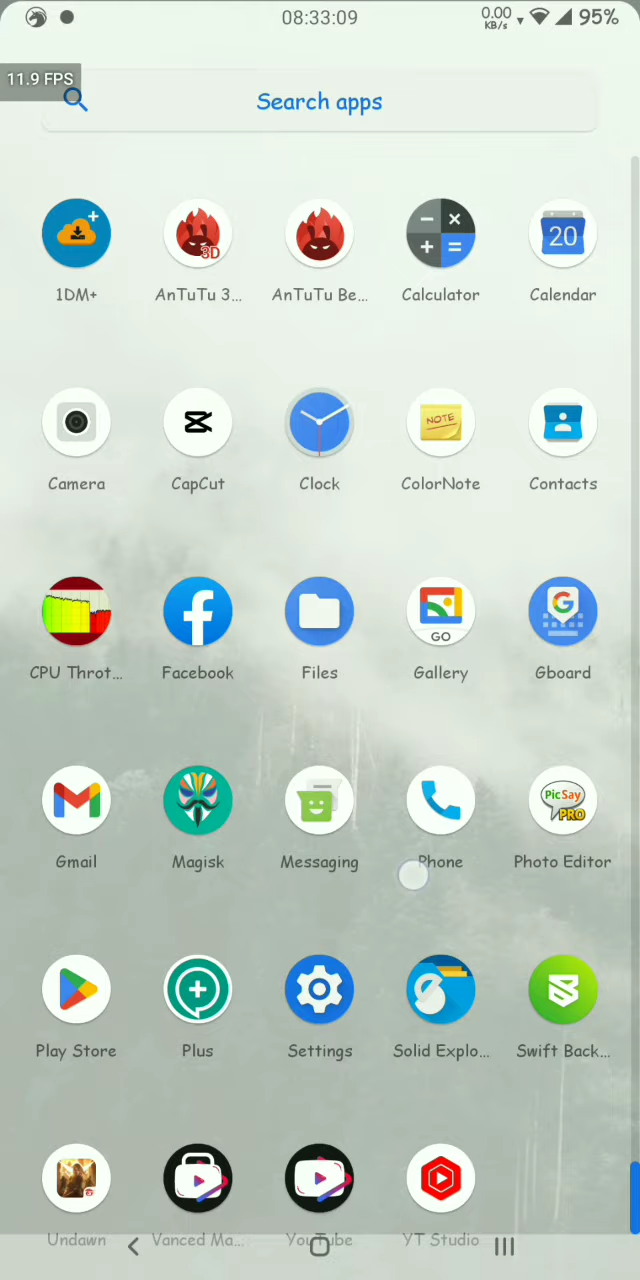 08:33:09
0.00
KB/s
95%
11.9 FPS
Search apps
3D
− ×
+ =
20
1DM+
AnTuTu 3...
AnTuTu Be...
Calculator
Calendar
NOTE
Camera
CapCut
Clock
ColorNote
Contacts
GO
CPU Throt...
Facebook
Files
Gallery
Gboard
PicSay
PRO
Gmail
Magisk
Messaging
Phone
Photo Editor
Play Store
Plus
Settings
Solid Explo...
Swift Back...
Undawn
Vanced Ma...
YouTube
YT Studio